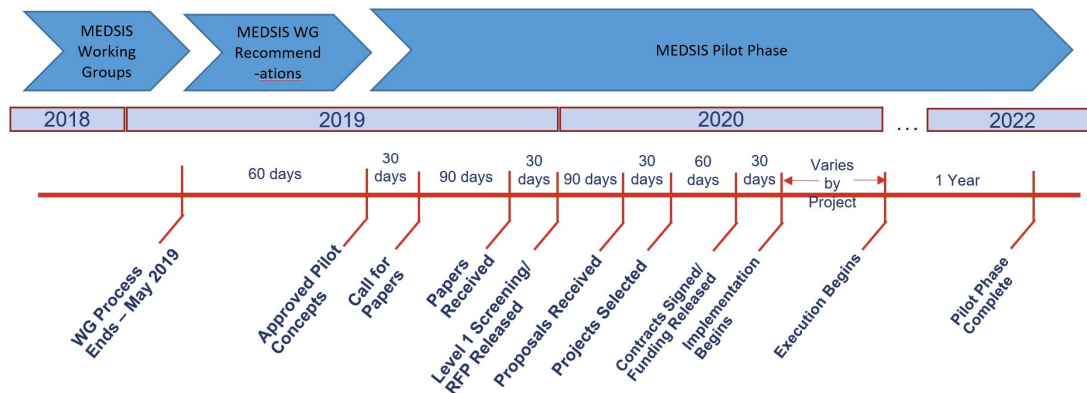 MEDSIS
Working
Groups
MEDSIS WG
Recommend
-ations
MEDSIS Pilot Phase
2018
2019
2020
...
2022
60 days
30
days
90 days
30
days
90 days
30
days
60
days
30
days
Varies
by
Project
1 Year
WG Process
Ends – May 2019
Approved Pilot
Concepts
Call for
Papers
Papers
Received
Level 1 Screening/
RFP Released
Proposals Received
Projects Selected
Contracts Signed/
Funding Released
Implementation
Begins
Execution Begins
Pilot Phase
Complete